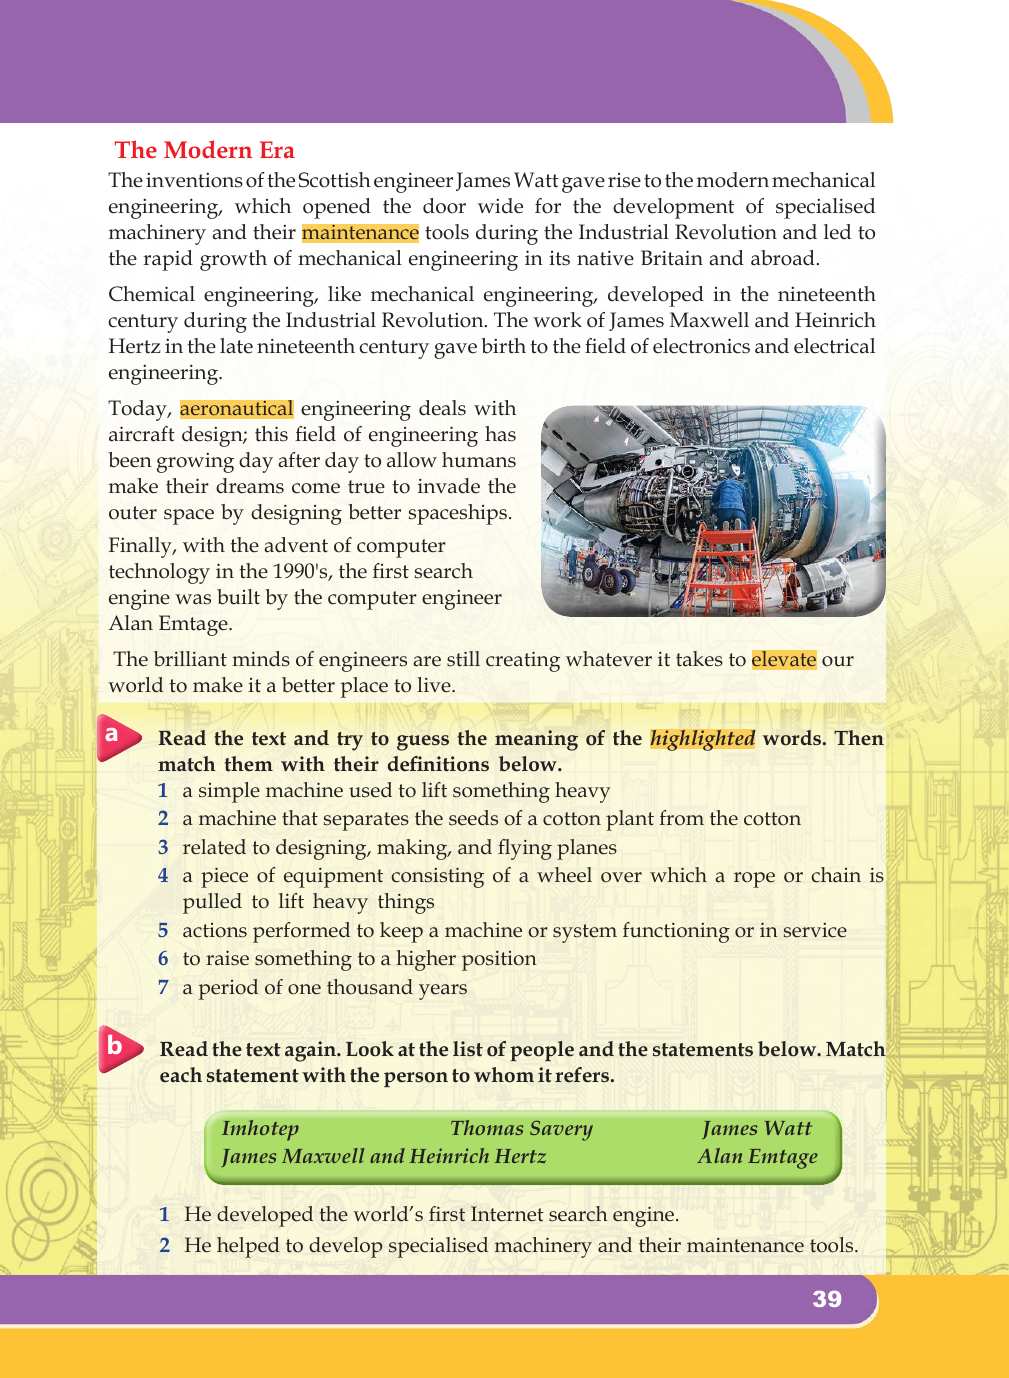 The Modern Era
The inventions of the Scottish engineer James Watt gave rise to the modern mechanical
engineering, which opened the door wide for the development of specialised
machinery and their maintenance tools during the Industrial Revolution and led to
the rapid growth of mechanical engineering in its native Britain and abroad.
Chemical engineering, like mechanical engineering, developed in the nineteenth
century during the Industrial Revolution. The work of James Maxwell and Heinrich
Hertz in the late nineteenth century gave birth to the field of electronics and electrical
engineering.
Today, aeronautical engineering deals with
aircraft design; this field of engineering has
been growing day after day to allow humans
make their dreams come true to invade the
outer space by designing better spaceships.
Finally, with the advent of computer
technology in the 1990's, the first search
engine was built by the computer engineer
Alan Emtage.
The brilliant minds of engineers are still creating whatever it takes to elevate our
world to make it a better place to live.
a Read the text and try to guess the meaning of the highlighted words. Then
match them with their definitions below.
1 a simple machine used to lift something heavy
2 a machine that separates the seeds of a cotton plant from the cotton
3 related to designing, making, and flying planes
4 a piece of equipment consisting of a wheel over which a rope or chain is
pulled to lift heavy things
5 actions performed to keep a machine or system functioning or in service
6 to raise something to a higher position
7 a period of one thousand years
b Read the text again. Look at the list of people and the statements below. Match
each statement with the person to whom it refers.
Imhotep Thomas Savery James Watt
James Maxwell and Heinrich Hertz Alan Emtage
1 He developed the world’s first Internet search engine.
2 He helped to develop specialised machinery and their maintenance tools.
39